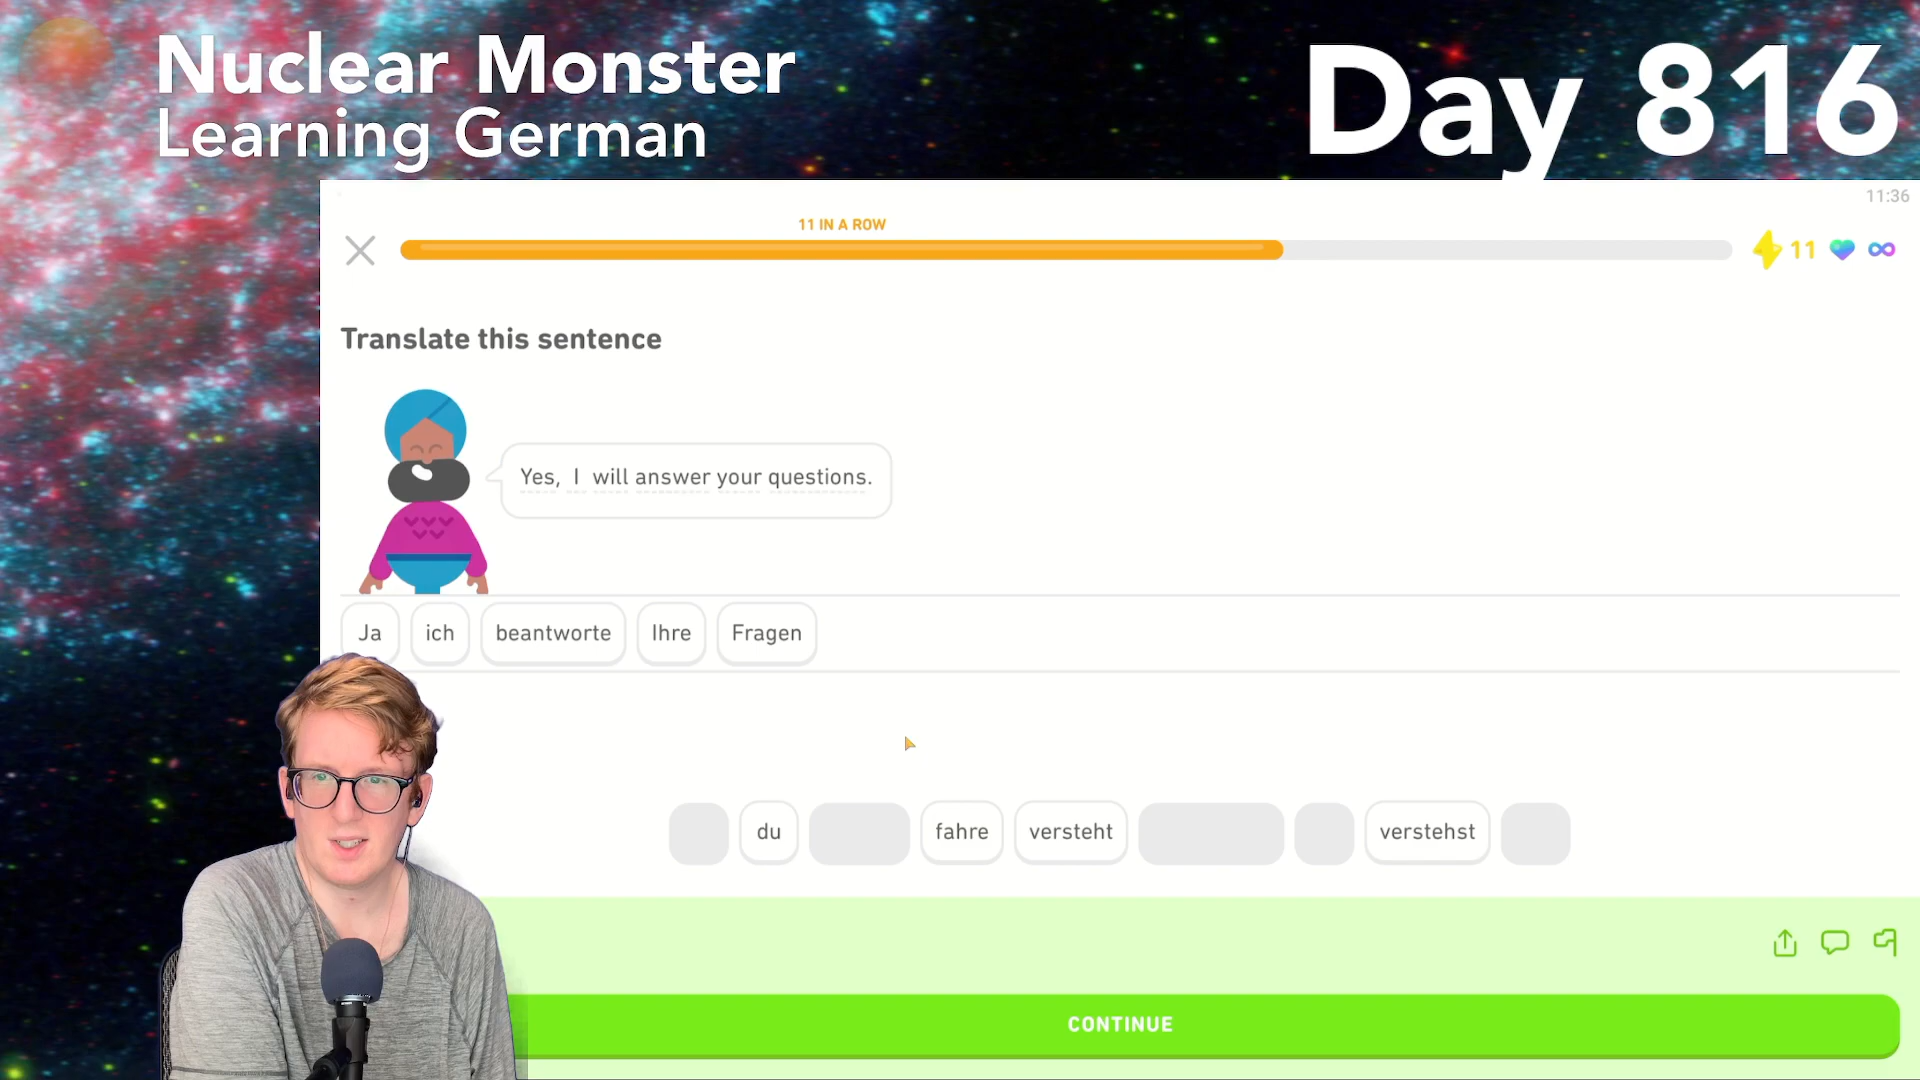 Nuclear Monster
Learning German
Day 816
11:36
11 IN A ROW
11
Translate this sentence
Yes, I will answer your questions.
Ja ich beantworte Ihre Fragen
du fahre versteht verstehst
CONTINUE